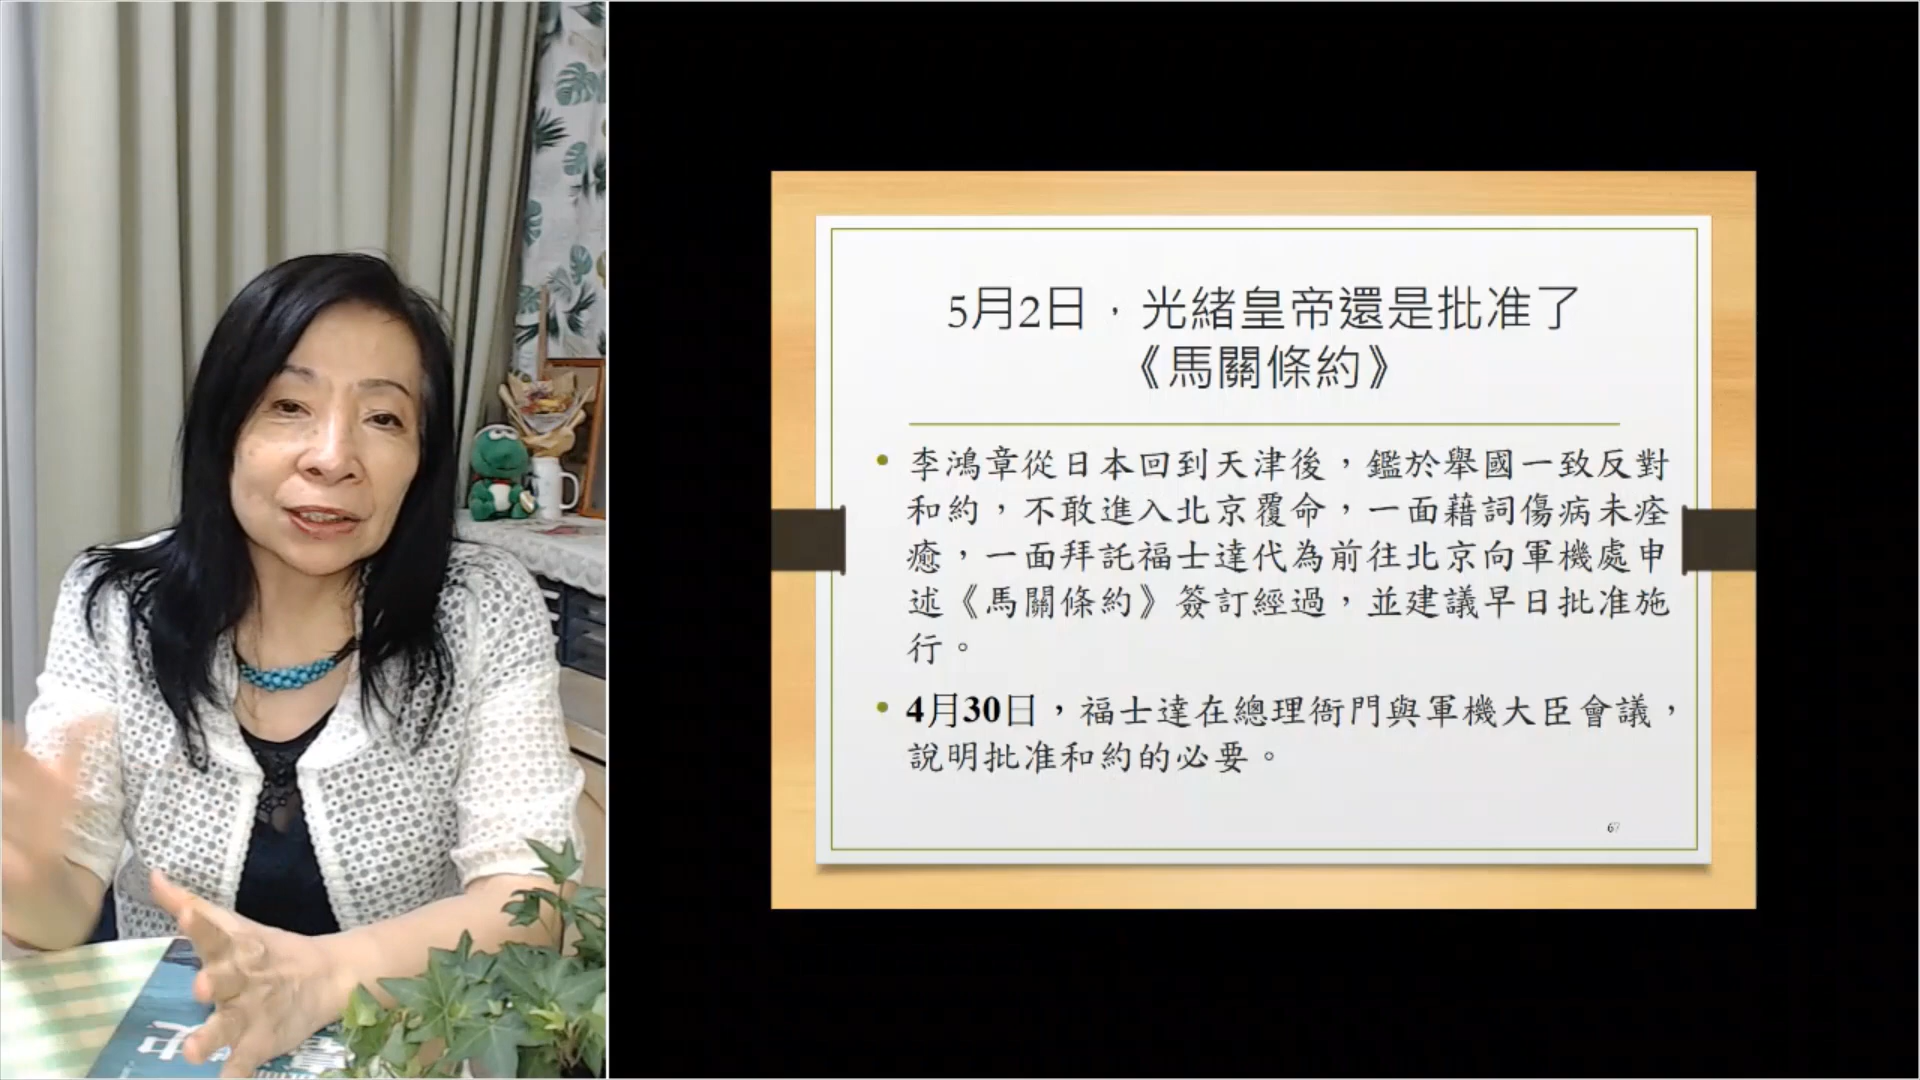 5月2日，光緒皇帝還是批准了
《馬關條約》
李鴻章從日本回到天津後，鑑於舉國一致反對
和約，不敢進入北京覆命，一面藉詞傷病未痊
癒，一面拜託福士達代為前往北京向軍機處申
述《馬關條約》簽訂經過，並建議早日批准施
行。
4月30日，福士達在總理衙門與軍機大臣會議，
說明批准和約的必要。
史